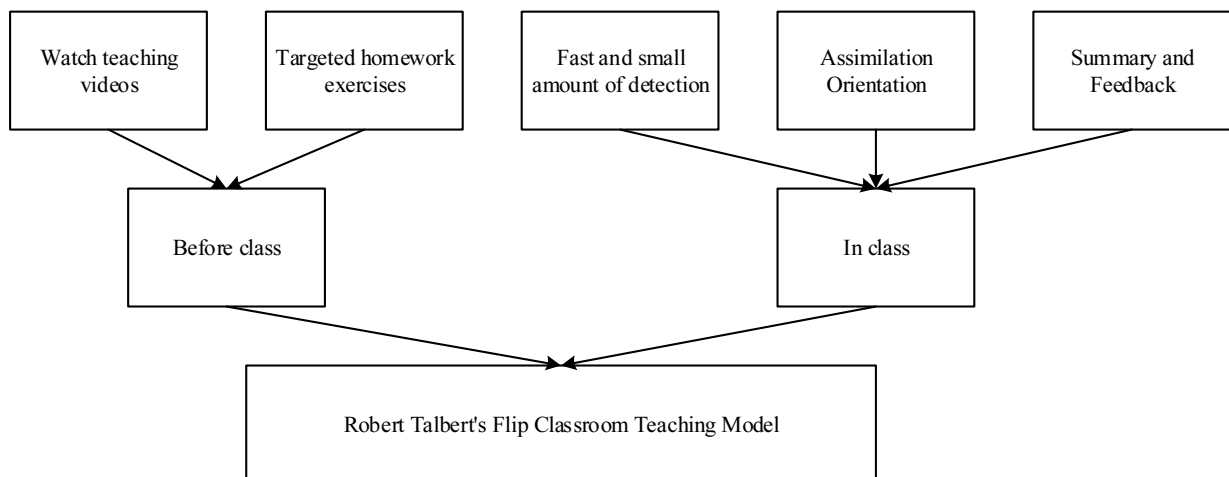 Watch teaching
videos
Targeted homework
exercises
Fast and small
amount of detection
Assimilation
Orientation
Summary and
Feedback
Before class
In class
Robert Talbert's Flip Classroom Teaching Model